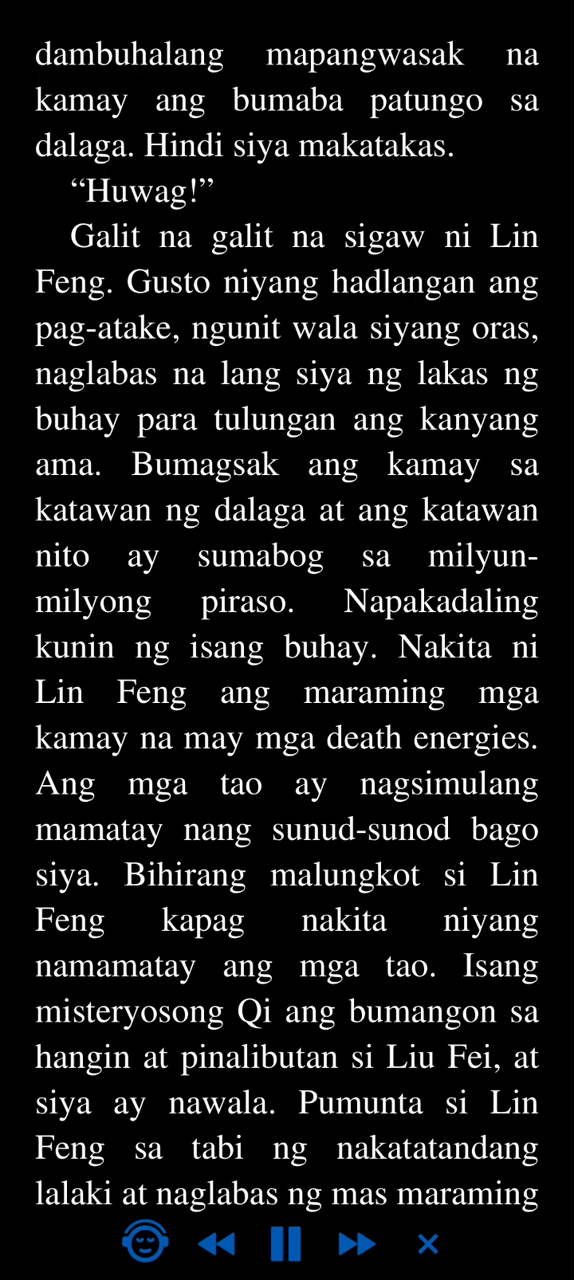 dambuhalang mapangwasak na
kamay ang bumaba patungo sa
dalaga. Hindi siya makatakas.
“Huwag!”
Galit na galit na sigaw ni Lin
Feng. Gusto niyang hadlangan ang
pag-atake, ngunit wala siyang oras,
naglabas na lang siya ng lakas ng
buhay para tulungan ang kanyang
ama. Bumagsak ang kamay sa
katawan ng dalaga at ang katawan
nito ay sumabog sa milyun-
milyong piraso. Napakadaling
kunin ng isang buhay. Nakita ni
Lin Feng ang maraming mga
kamay na may mga death energies.
Ang mga tao ay nagsimulang
mamatay nang sunud-sunod bago
siya. Bihirang malungkot si Lin
Feng kapag nakita niyang
namamatay ang mga tao. Isang
misteryosong Qi ang bumangon sa
hangin at pinalibutan si Liu Fei, at
siya ay nawala. Pumunta si Lin
Feng sa tabi ng nakatatandang
lalaki at naglabas ng mas maraming